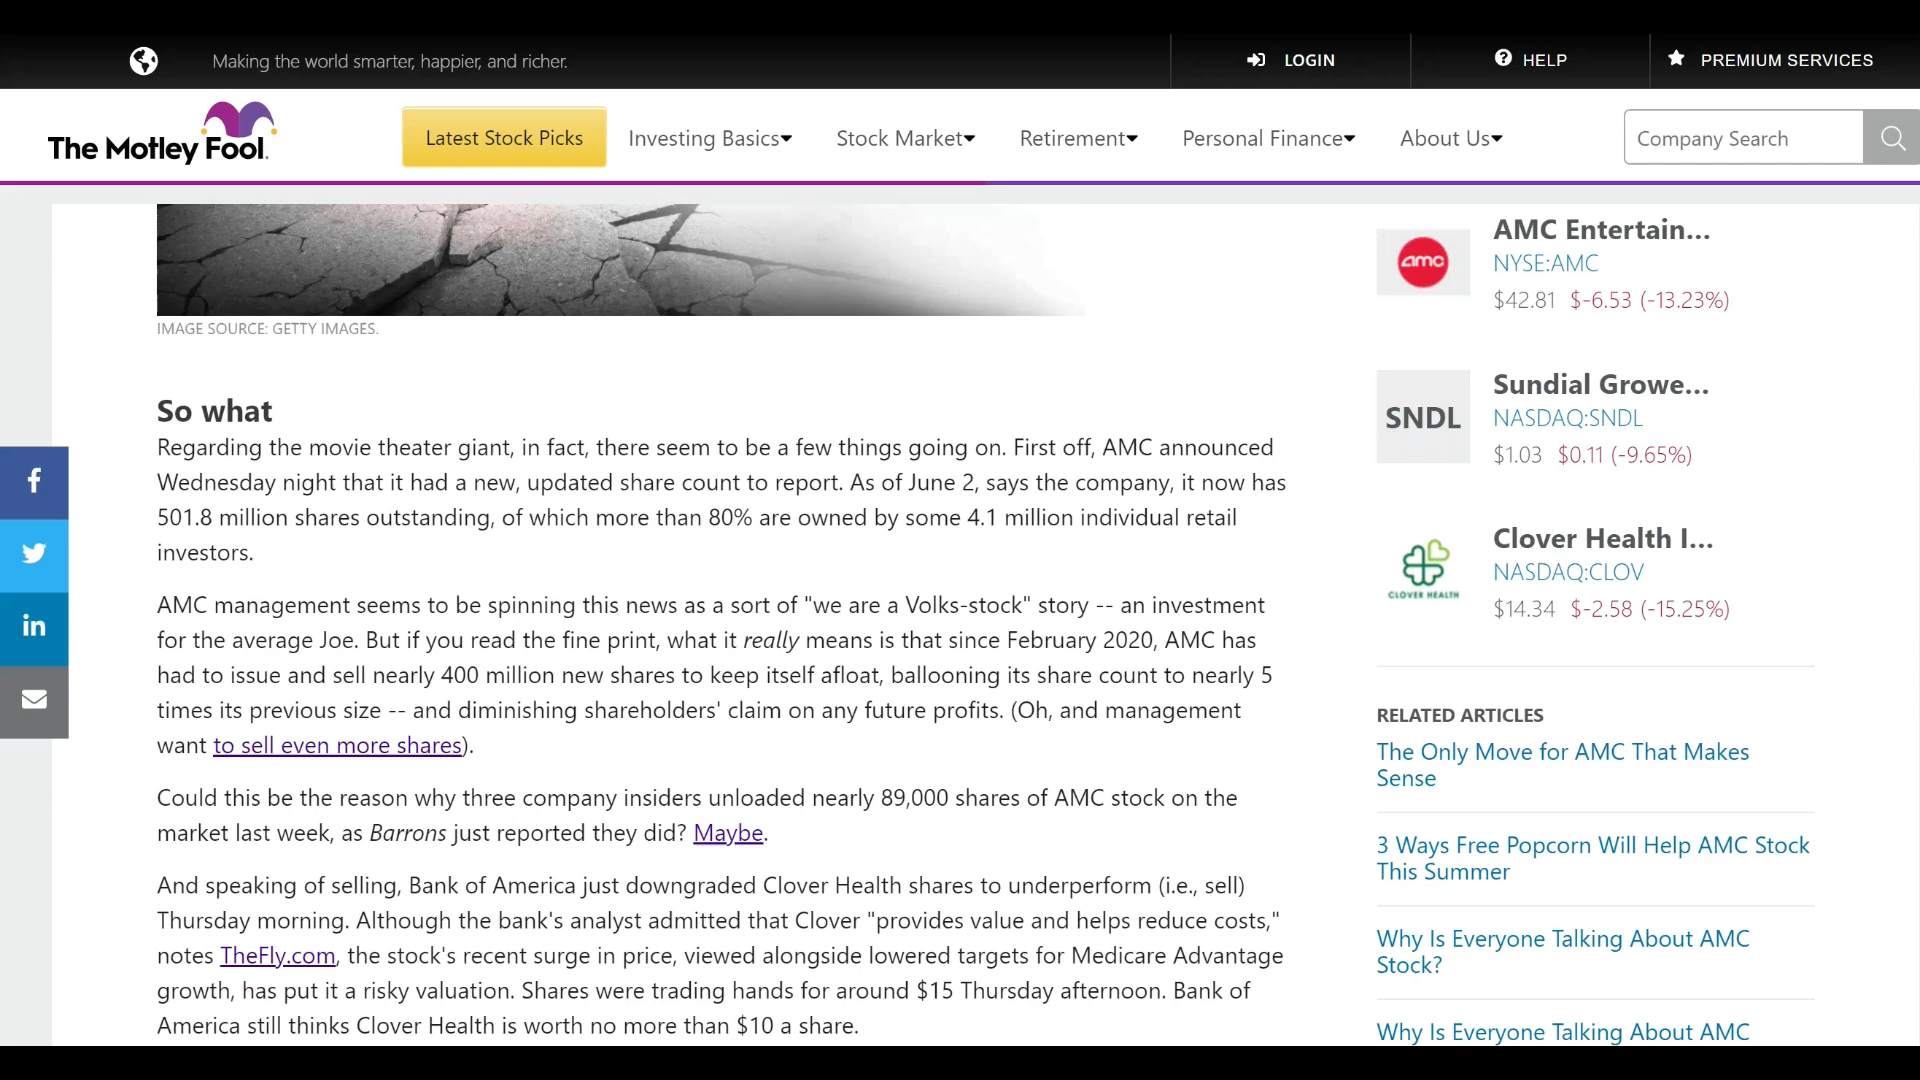 Making the world smarter, happier, and richer.
LOGIN
HELP
PREMIUM SERVICES
The Motley Fool.
Latest Stock Picks
Investing Basics
Stock Market
Retirement
Personal Finance
About Us
Company Search
IMAGE SOURCE: GETTY IMAGES.
So what
Regarding the movie theater giant, in fact, there seem to be a few things going on. First off, AMC announced
Wednesday night that it had a new, updated share count to report. As of June 2, says the company, it now has
501.8 million shares outstanding, of which more than 80% are owned by some 4.1 million individual retail
investors.
AMC management seems to be spinning this news as a sort of "we are a Volks-stock" story -- an investment
for the average Joe. But if you read the fine print, what it really means is that since February 2020, AMC has
had to issue and sell nearly 400 million new shares to keep itself afloat, ballooning its share count to nearly 5
times its previous size -- and diminishing shareholders' claim on any future profits. (Oh, and management
want to sell even more shares).
Could this be the reason why three company insiders unloaded nearly 89,000 shares of AMC stock on the
market last week, as Barrons just reported they did? Maybe.
And speaking of selling, Bank of America just downgraded Clover Health shares to underperform (i.e., sell)
Thursday morning. Although the bank's analyst admitted that Clover "provides value and helps reduce costs,"
notes TheFly.com, the stock's recent surge in price, viewed alongside lowered targets for Medicare Advantage
growth, has put it a risky valuation. Shares were trading hands for around $15 Thursday afternoon. Bank of
America still thinks Clover Health is worth no more than $10 a share.
amc
AMC Entertain...
NYSE:AMC
$42.81 $-6.53 (-13.23%)
SNDL
Sundial Growe...
NASDAQ:SNDL
$1.03 $0.11 (-9.65%)
CLOVER HEALTH
Clover Health I...
NASDAQ:CLOV
$14.34 $-2.58 (-15.25%)
RELATED ARTICLES
The Only Move for AMC That Makes
Sense
3 Ways Free Popcorn Will Help AMC Stock
This Summer
Why Is Everyone Talking About AMC
Stock?
Why Is Everyone Talking About AMC